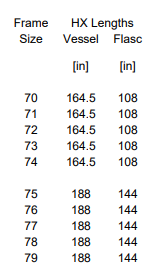 Frame HX Lengths
Size Vessel Flasc
[in] [in]
70 164.5 108
71 164.5 108
72 164.5 108
73 164.5 108
74 164.5 108
75 188 144
76 188 144
77 188 144
78 188 144
79 188 144